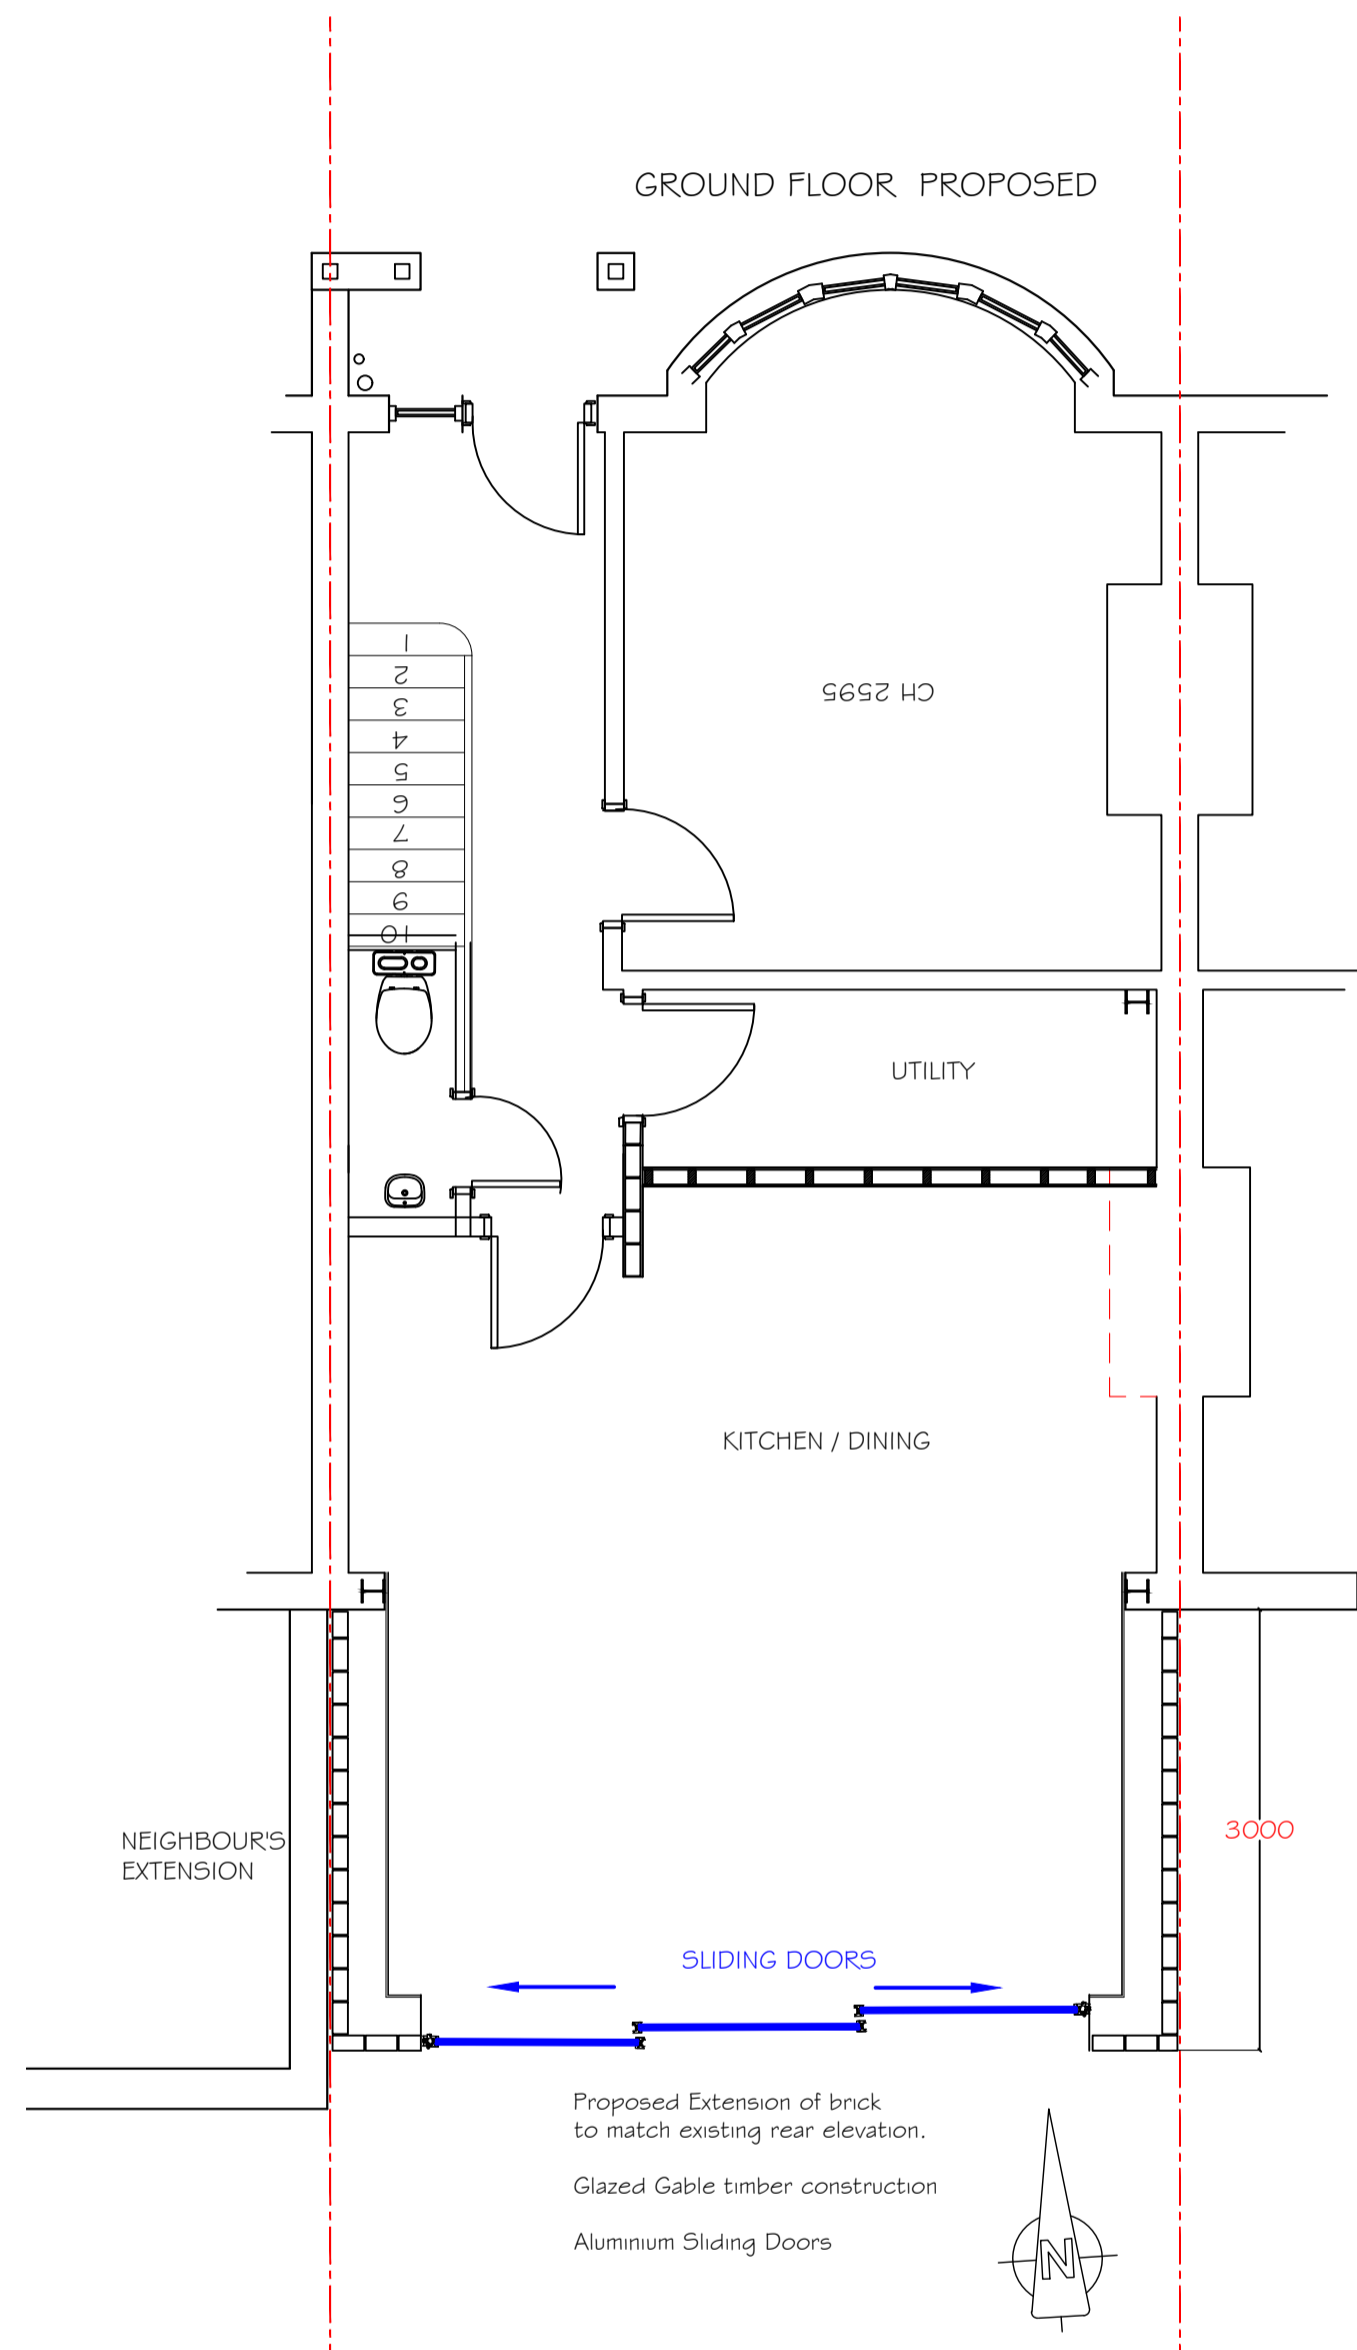 GROUND FLOOR PROPOSED
1
2
3
4
5
6
7
8
9
10
CH 2595
UTILITY
KITCHEN / DINING
NEIGHBOUR'S
EXTENSION
3000
SLIDING DOORS
Proposed Extension of brick
to match existing rear elevation.
Glazed Gable timber construction
Aluminium Sliding Doors
N